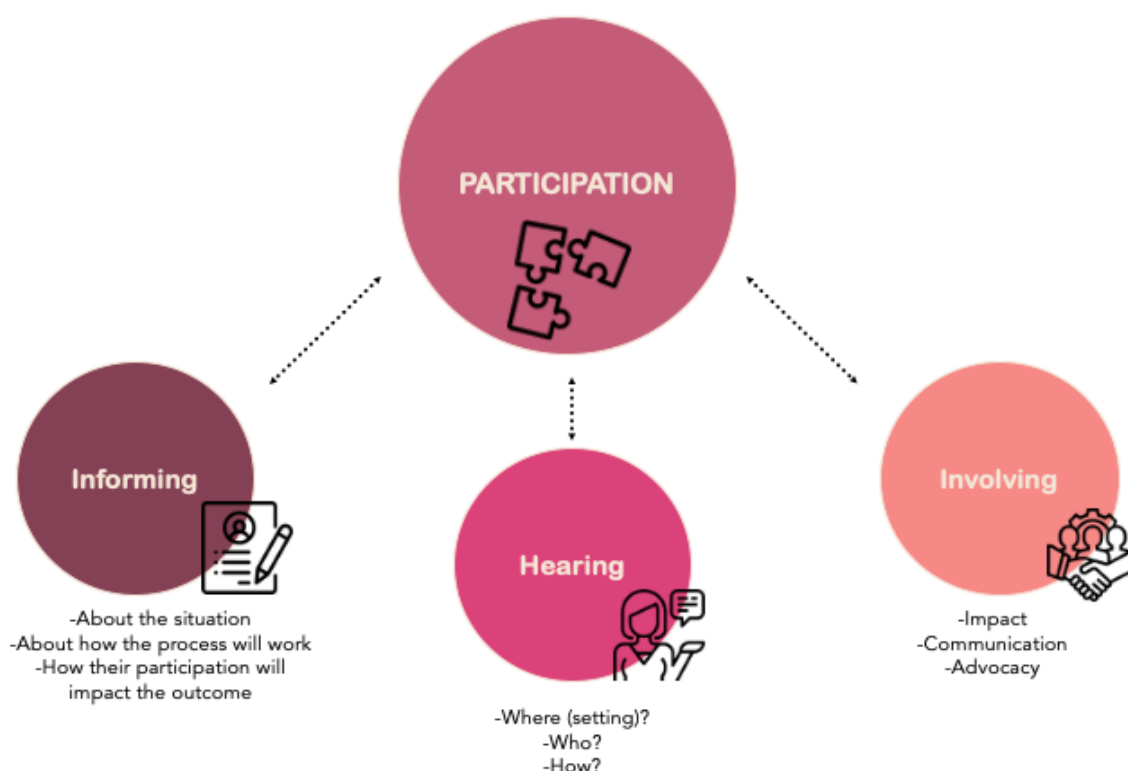 PARTICIPATION
Informing
-About the situation
-About how the process will work
-How their participation will
impact the outcome
Hearing
-Where (setting)?
-Who?
-How?
Involving
-Impact
-Communication
-Advocacy